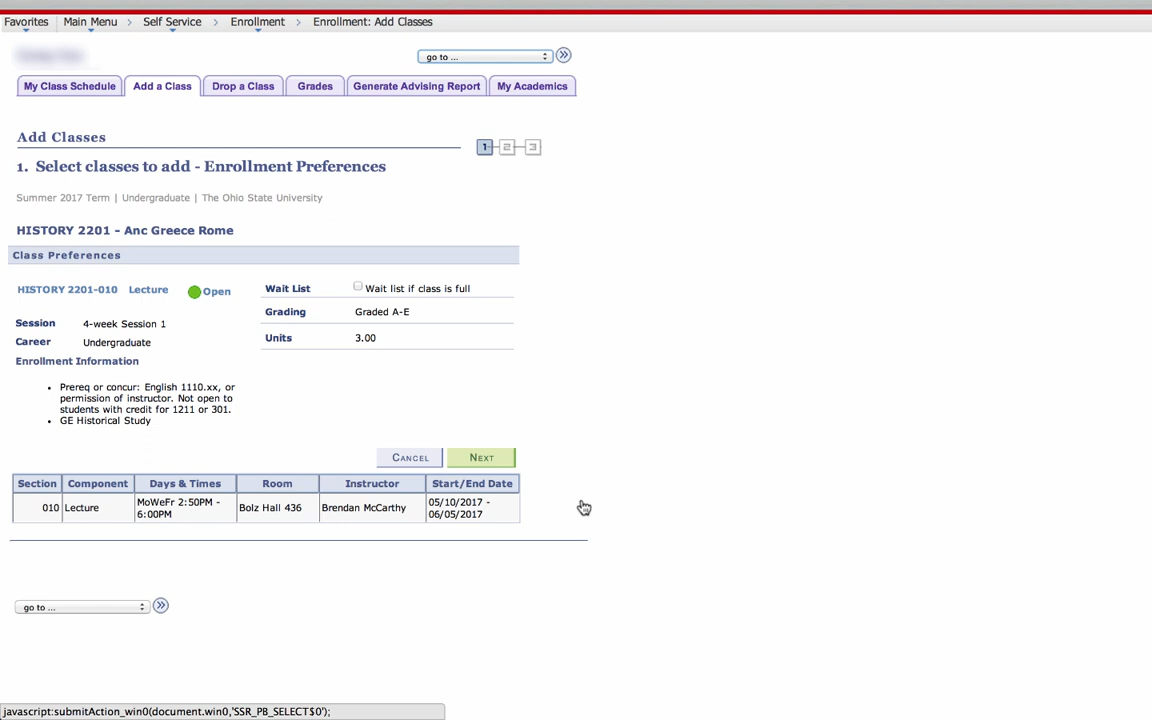 Favorites Main Menu > Self Service > Enrollment > Enrollment: Add Classes
go to ...
My Class Schedule Add a Class Drop a Class Grades Generate Advising Report My Academics
Add Classes
1 2 3
1. Select classes to add - Enrollment Preferences
Summer 2017 Term | Undergraduate | The Ohio State University
HISTORY 2201 - Anc Greece Rome
Class Preferences
HISTORY 2201-010 Lecture Open
Wait List Wait list if class is full
Grading Graded A-E
Session 4-week Session 1
Units 3.00
Career Undergraduate
Enrollment Information
• Prereq or concur: English 1110.xx, or
permission of instructor. Not open to
students with credit for 1211 or 301.
• GE Historical Study
CANCEL NEXT
Section Component Days & Times Room Instructor Start/End Date
010 Lecture MoWeFr 2:50PM - 6:00PM Bolz Hall 436 Brendan McCarthy 05/10/2017 - 06/05/2017
go to ...
javascript:submitAction_win0(document.win0,'SSR_PB_SELECT$0');